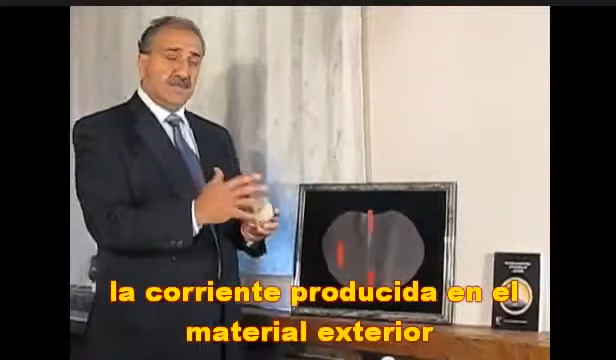 la corriente producida en el
material exterior